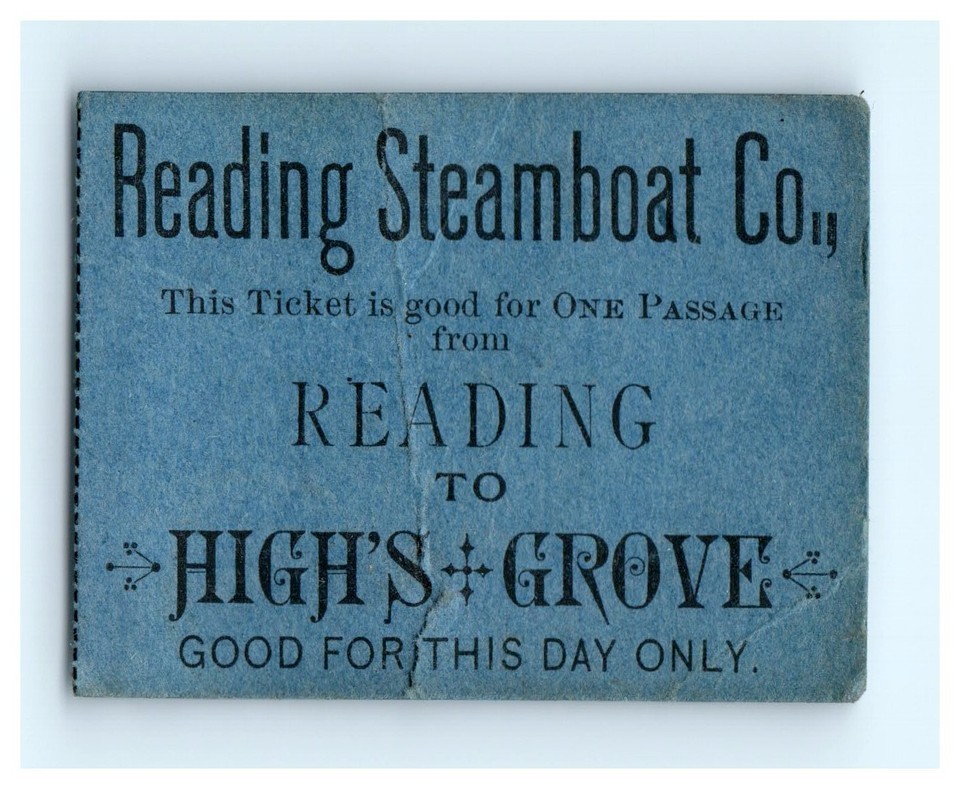 Reading Steamboat Co.,
This Ticket is good for ONE PASSAGE
from
READING
TO
HIGH'S GROVE
GOOD FOR THIS DAY ONLY.